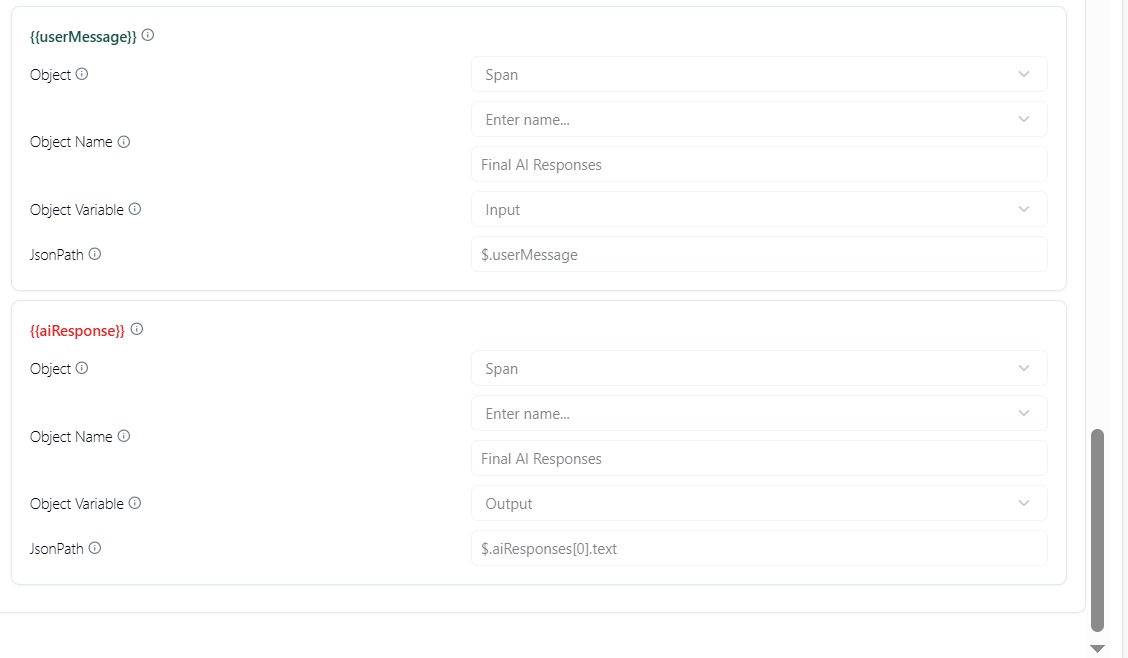 {{userMessage}}
Object
Span
Object Name
Enter name...
Final AI Responses
Object Variable
Input
JsonPath
$.userMessage
{{aiResponse}}
Object
Span
Object Name
Enter name...
Final AI Responses
Object Variable
Output
JsonPath
$.aiResponses[0].text